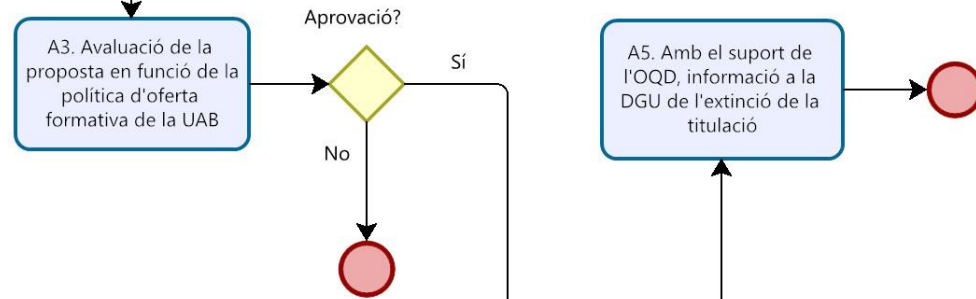 Aprovació?
A3. Avaluació de la
proposta en funció de la
política d'oferta
formativa de la UAB
Sí
No
A5. Amb el suport de
l'OQD, informació a la
DGU de l'extinció de la
titulació